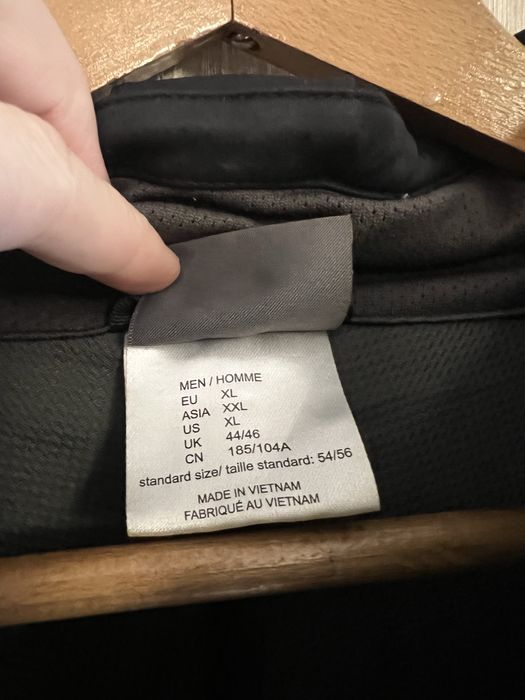 MEN / HOMME
EU XL
ASIA XXL
US XL
UK 44/46
CN 185/104A
standard size/ taille standard: 54/56
MADE IN VIETNAM
FABRIQUÉ AU VIETNAM